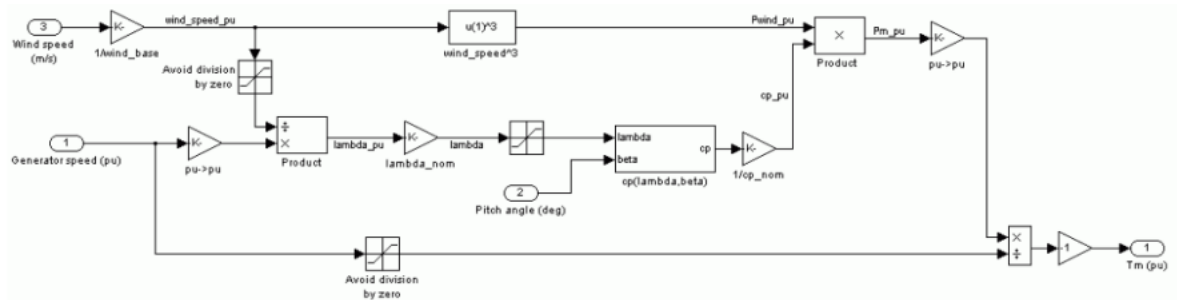 3
Wind speed
(m/s)
K-
1/wind_base
wind_speed_pu
u(1)^3
wind_speed^3
Pwind_pu
×
Product
Pm_pu
K-
pu->pu
Avoid division
by zero
cp_pu
1
Generator speed (pu)
K-
pu->pu
÷
×
Product
lambda_pu
K-
lambda_nom
lambda
lambda
beta
cp
cp(lambda,beta)
K-
1/cp_nom
2
Pitch angle (deg)
Avoid division
by zero
×
÷
-1
1
Tm (pu)